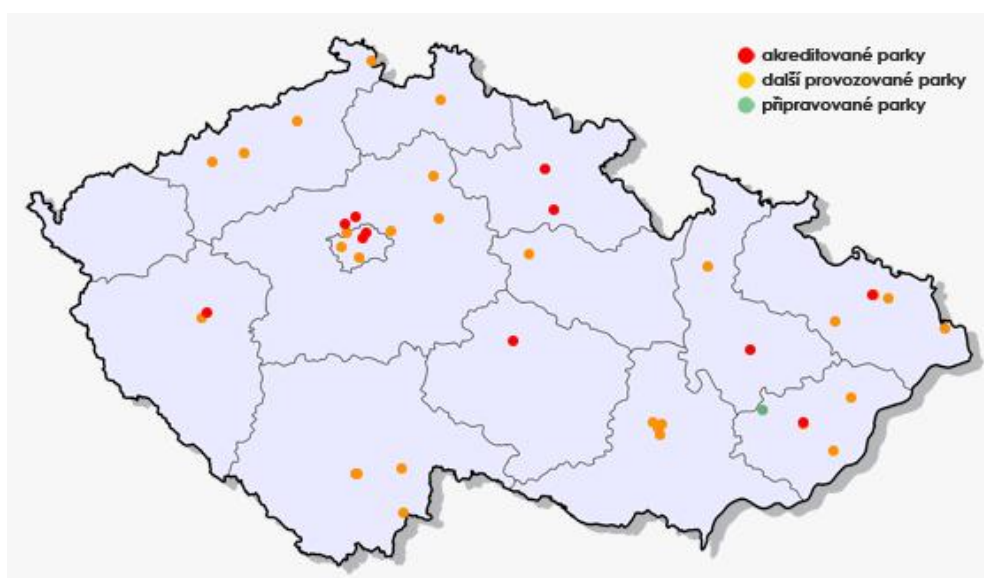 akreditované parky
další provozované parky
připravované parky